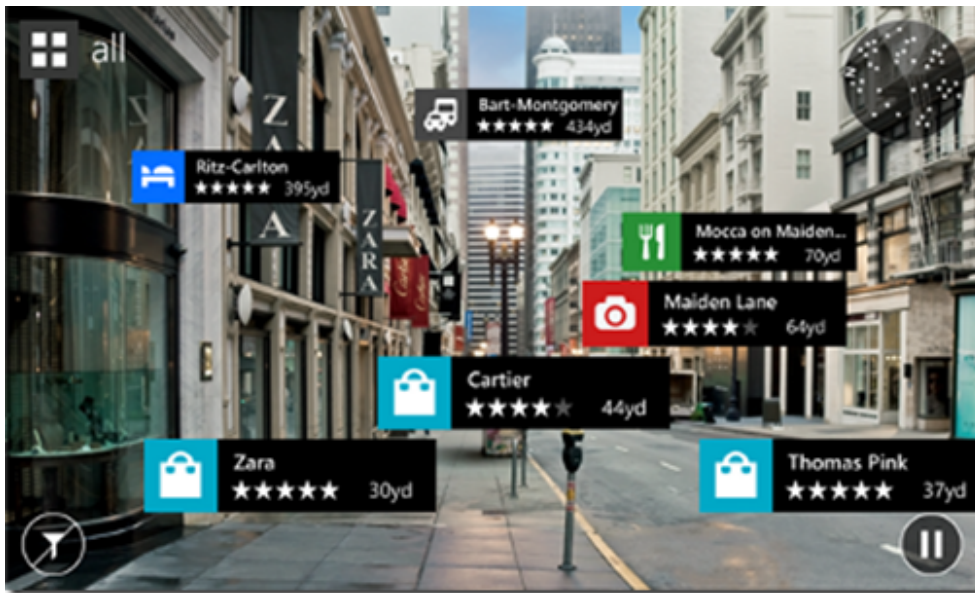 all
Bart-Montgomery
434yd
Ritz-Carlton
395yd
ZARA
ZARA
Mocca on Maiden...
70yd
Maiden Lane
64yd
Cartier
Cartier
44yd
Zara
30yd
Thomas Pink
37yd
N